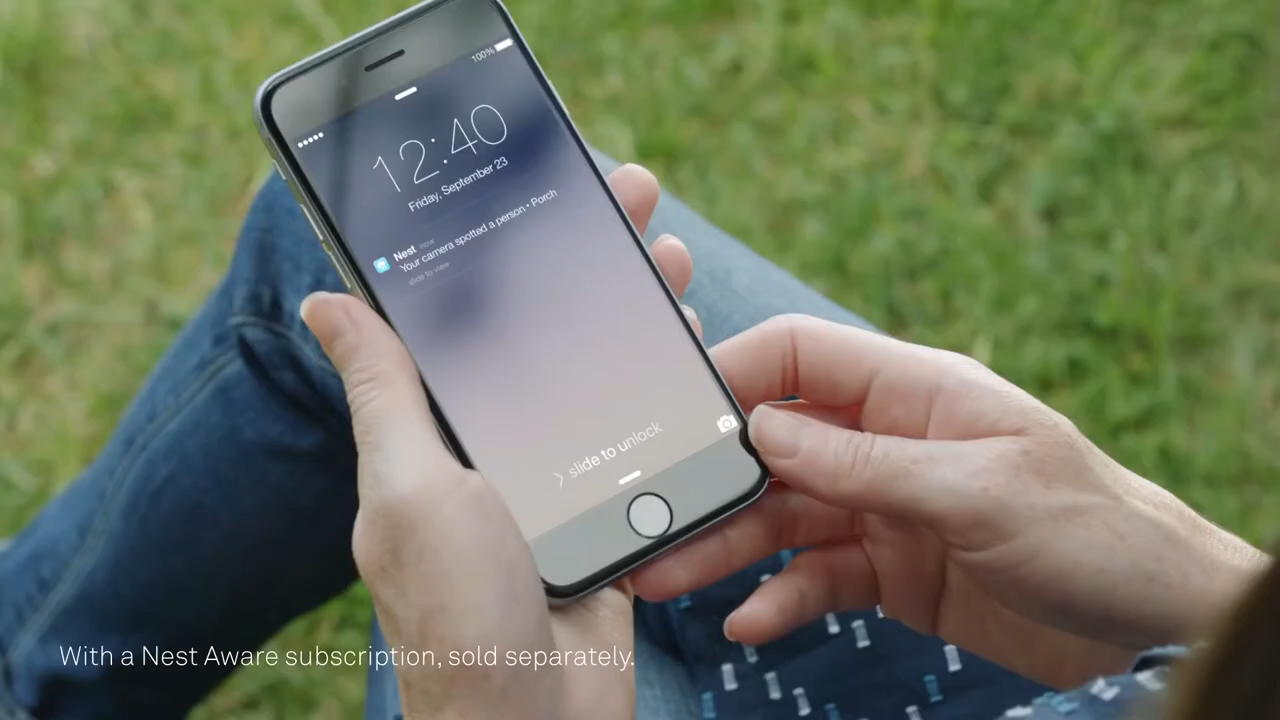 100%
12:40
Friday, September 23
Nest now
Your camera spotted a person • Porch
slide to view
> slide to unlock
With a Nest Aware subscription, sold separately.